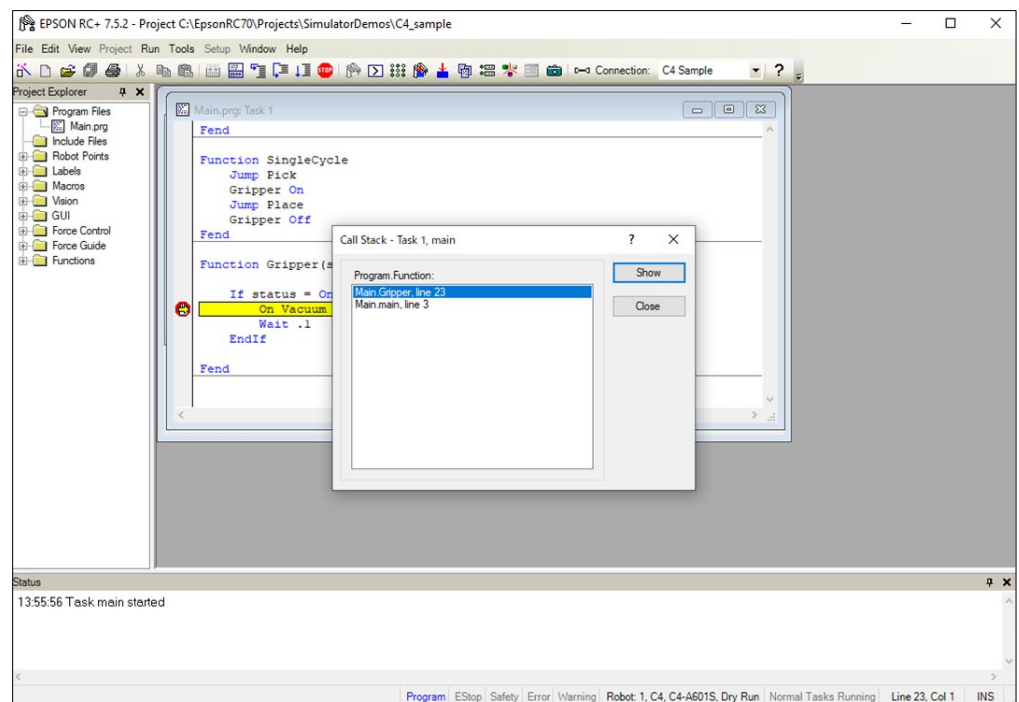 EPSON RC+ 7.5.2 - Project C:\EpsonRC70\Projects\SimulatorDemos\C4_sample
File Edit View Project Run Tools Setup Window Help
Connection: C4 Sample
Project Explorer
Program Files
Main.prg
Include Files
Robot Points
Labels
Macros
Vision
GUI
Force Control
Force Guide
Functions
Main.prg: Task 1
Fend
Function SingleCycle
Jump Pick
Gripper On
Jump Place
Gripper Off
Fend
Function Gripper(s
If status = On
On Vacuum
Wait .1
EndIf
Fend
Call Stack - Task 1, main
Program.Function:
Main.Gripper, line 23
Main.main, line 3
Show
Close
Status
13:55:56 Task main started
Program EStop Safety Error Warning Robot: 1, C4, C4-A601S, Dry Run Normal Tasks Running Line 23, Col 1 INS